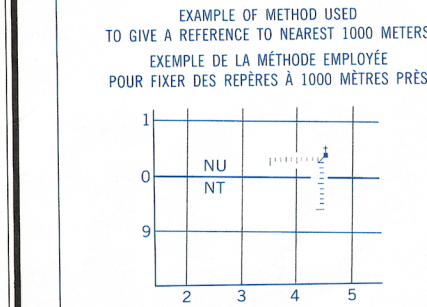 EXAMPLE OF METHOD USED
TO GIVE A REFERENCE TO NEAREST 1000 METERS
EXEMPLE DE LA MÉTHODE EMPLOYÉE
POUR FIXER DES REPÈRES À 1000 MÈTRES PRÈS
1
NU
0
NT
9
2 3 4 5